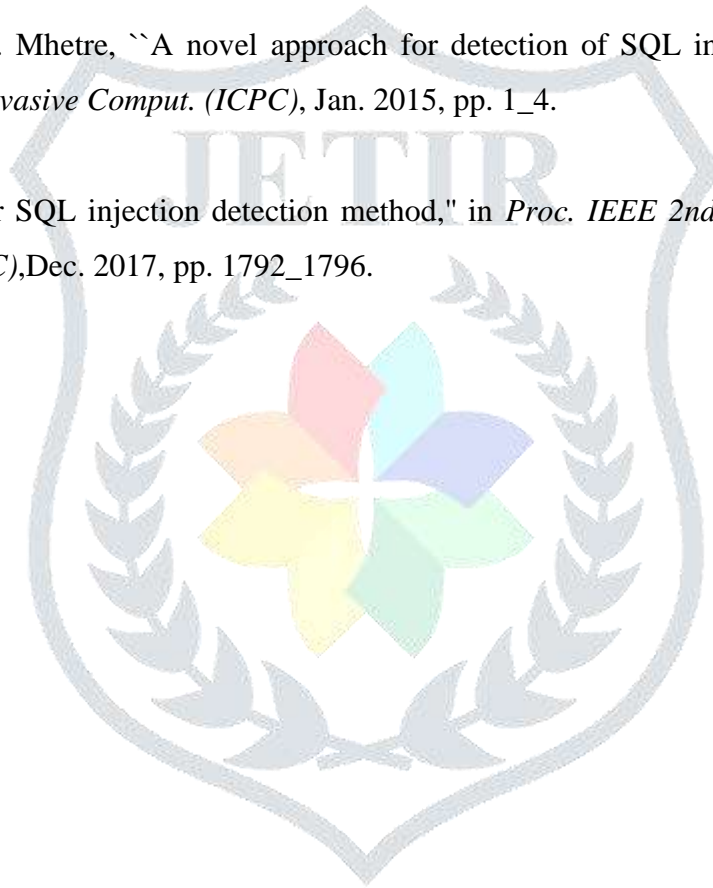 . Mhetre, ``A novel approach for detection of SQL in
vasive Comput. (ICPC), Jan. 2015, pp. 1_4.
JETIR
r SQL injection detection method," in Proc. IEEE 2nd
C),Dec. 2017, pp. 1792_1796.